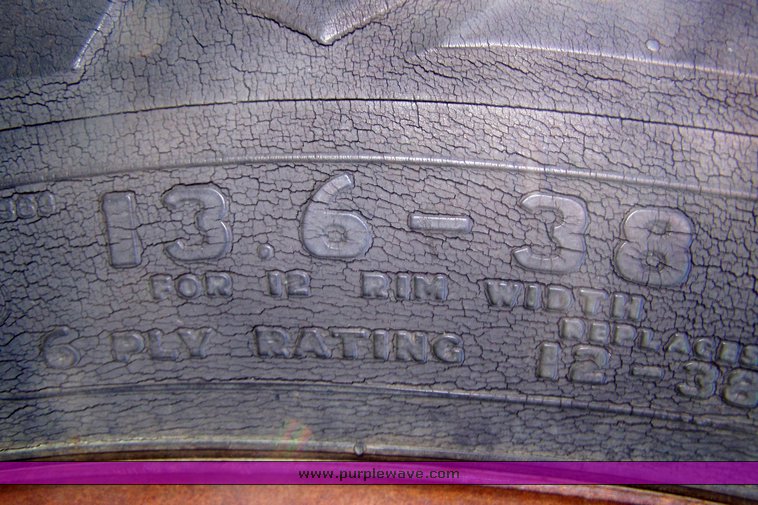 13.6-38
FOR 12 RIM WIDTH
6 PLY RATING
REPLACES
12-38
www.purplewave.com